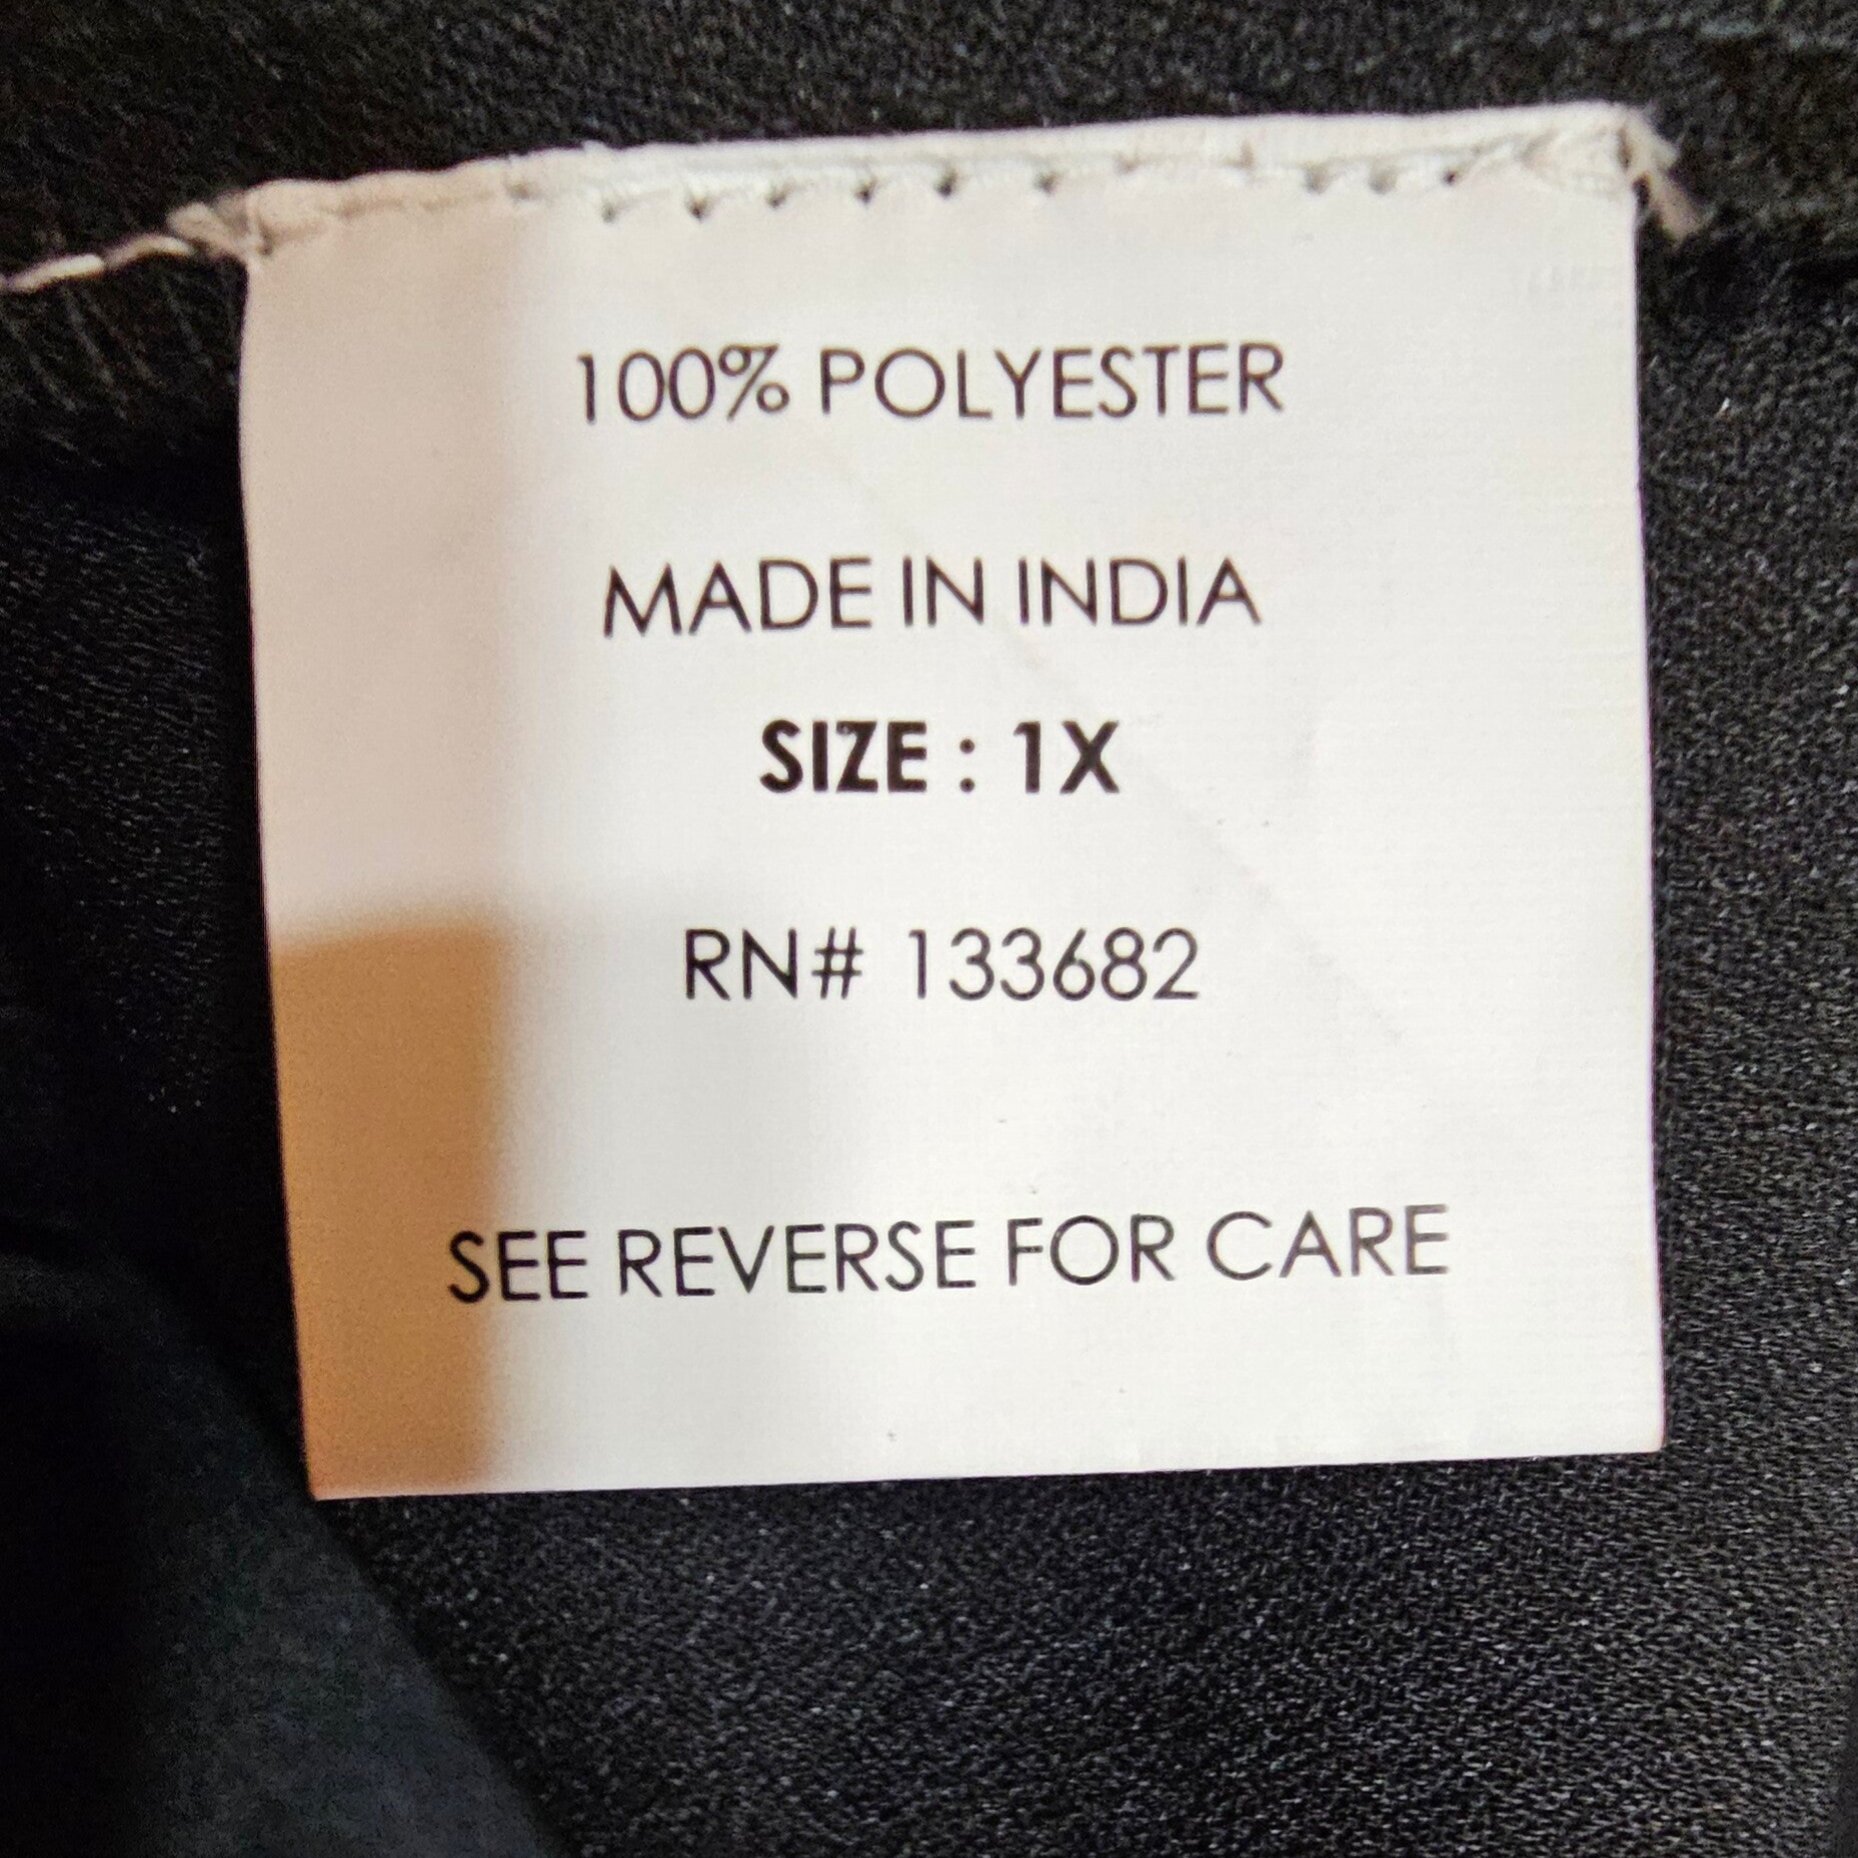 100% POLYESTER
MADE IN INDIA
SIZE : 1X
RN# 133682
SEE REVERSE FOR CARE